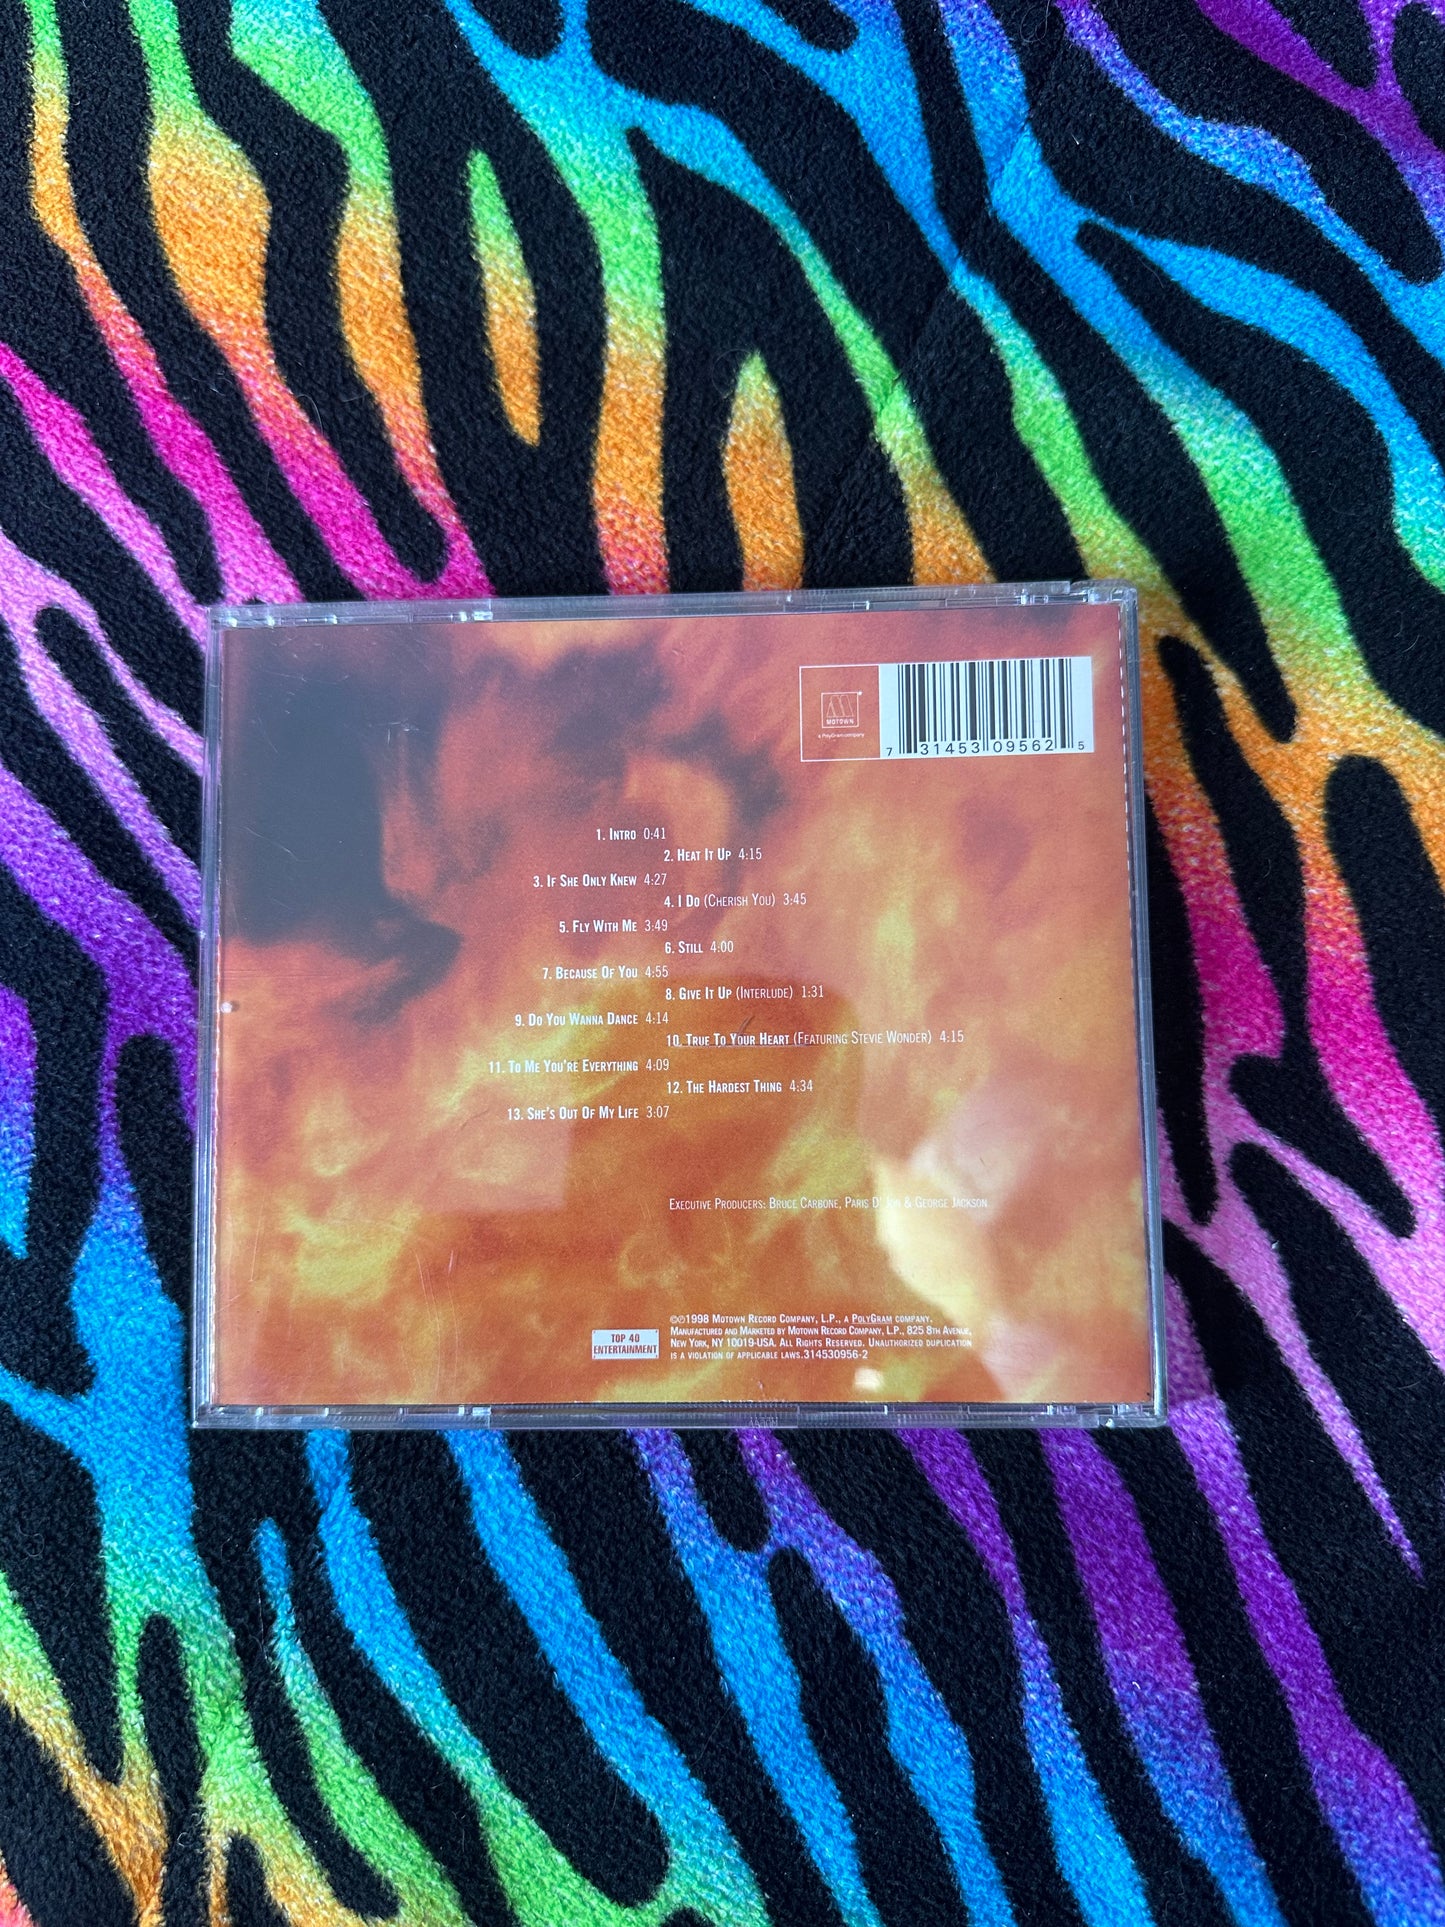 MOTOWN
a PolyGram company
7 31453 09562 5
1. INTRO 0:41
2. HEAT IT UP 4:15
3. IF SHE ONLY KNEW 4:27
4. I DO (CHERISH YOU) 3:45
5. FLY WITH ME 3:49
6. STILL 4:00
7. BECAUSE OF YOU 4:55
8. GIVE IT UP (INTERLUDE) 1:31
9. DO YOU WANNA DANCE 4:14
10. TRUE TO YOUR HEART (FEATURING STEVIE WONDER) 4:15
11. TO ME YOU'RE EVERYTHING 4:09
12. THE HARDEST THING 4:34
13. SHE'S OUT OF MY LIFE 3:07
EXECUTIVE PRODUCERS: BRUCE CARBONE, PARIS D'JON & GEORGE JACKSON
TOP 40
ENTERTAINMENT
©℗1998 MOTOWN RECORD COMPANY, L.P., A POLYGRAM COMPANY.
MANUFACTURED AND MARKETED BY MOTOWN RECORD COMPANY, L.P., 825 8TH AVENUE,
NEW YORK, NY 10019-USA. ALL RIGHTS RESERVED. UNAUTHORIZED DUPLICATION
IS A VIOLATION OF APPLICABLE LAWS.314530956-2